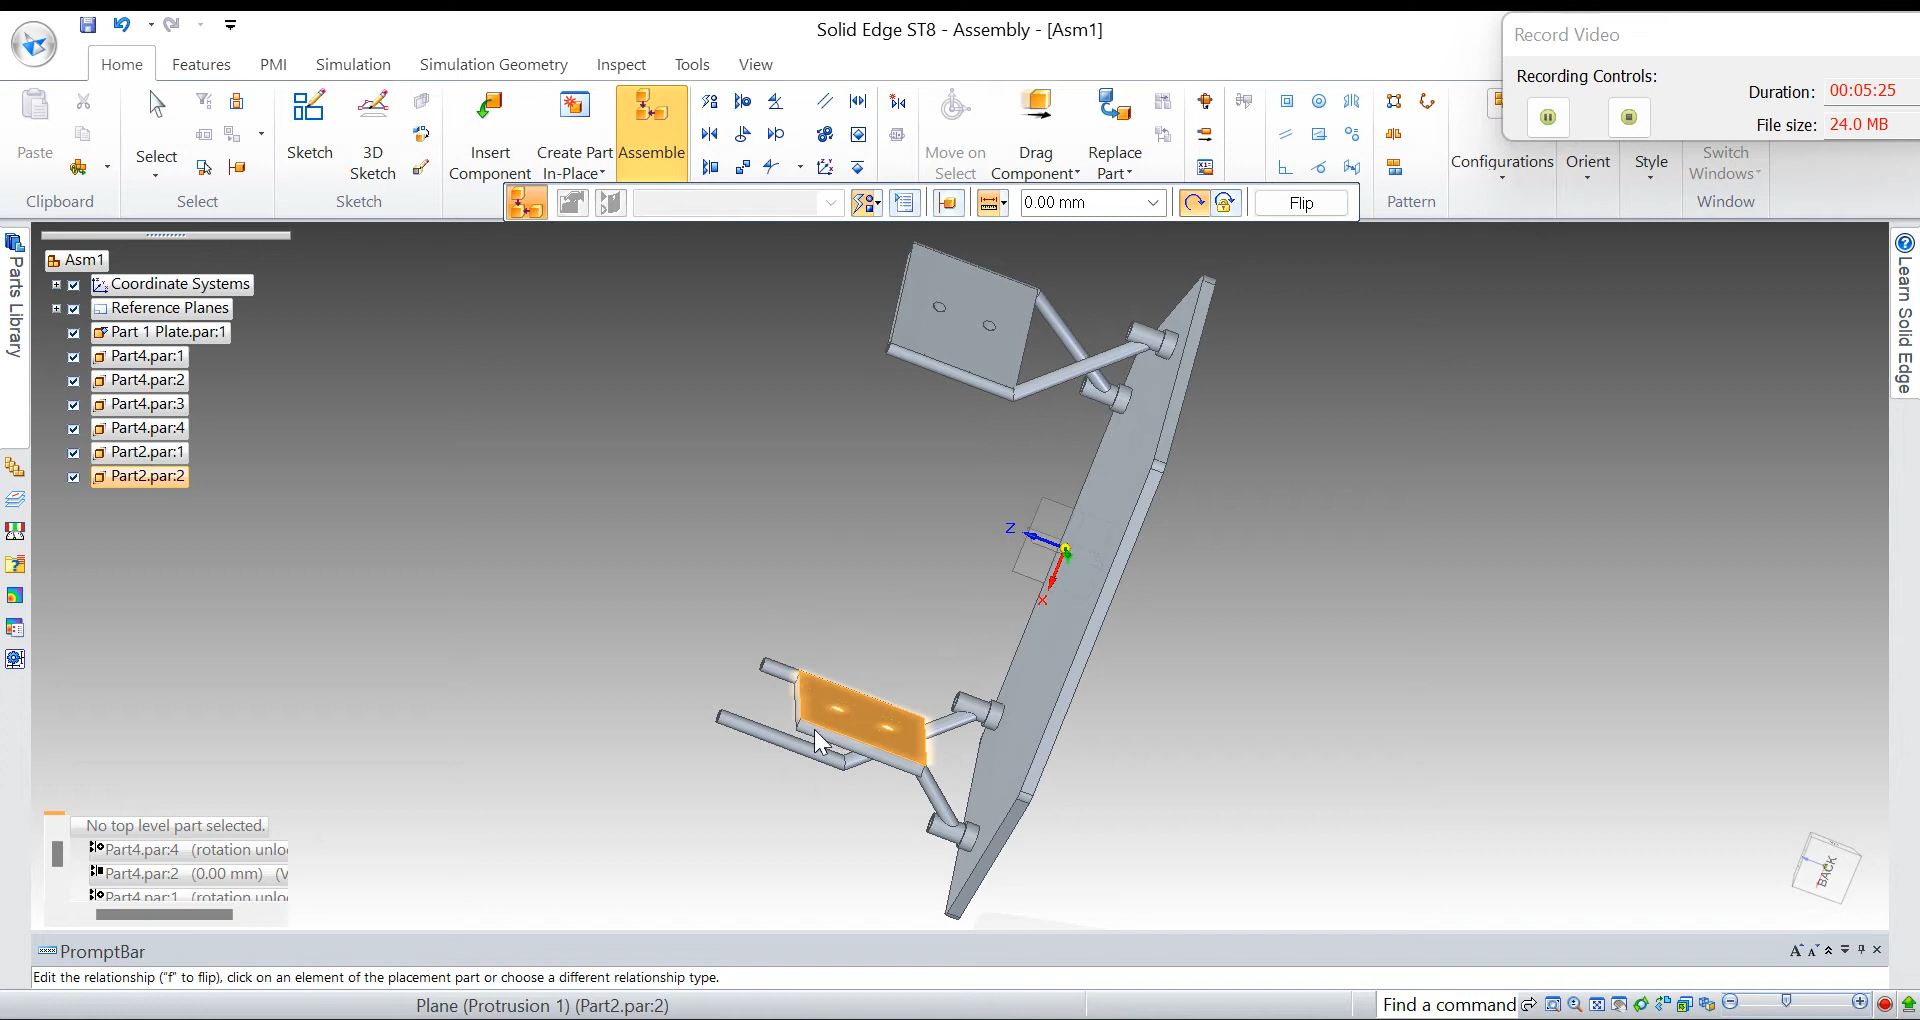 Solid Edge ST8 - Assembly - [Asm1]
Record Video
Recording Controls:
Duration: 00:05:25
File size: 24.0 MB
Home Features PMI Simulation Simulation Geometry Inspect Tools View
Paste
Clipboard
Select
Select
Sketch
3D Sketch
Sketch
Insert Component
Create Part In-Place
Assemble
Move on Select
Drag Component
Replace Part
Configurations
Orient
Style
Switch Windows
Pattern
Window
0.00 mm
Flip
Parts Library
Learn Solid Edge
Asm1
Coordinate Systems
Reference Planes
Part 1 Plate.par:1
Part4.par:1
Part4.par:2
Part4.par:3
Part4.par:4
Part2.par:1
Part2.par:2
Z
X
BACK
No top level part selected.
Part4.par:4 (rotation unlo
Part4.par:2 (0.00 mm) (V
Part4.par:1 (rotation unlo
PromptBar
Edit the relationship ("f" to flip), click on an element of the placement part or choose a different relationship type.
Plane (Protrusion 1) (Part2.par:2)
Find a command